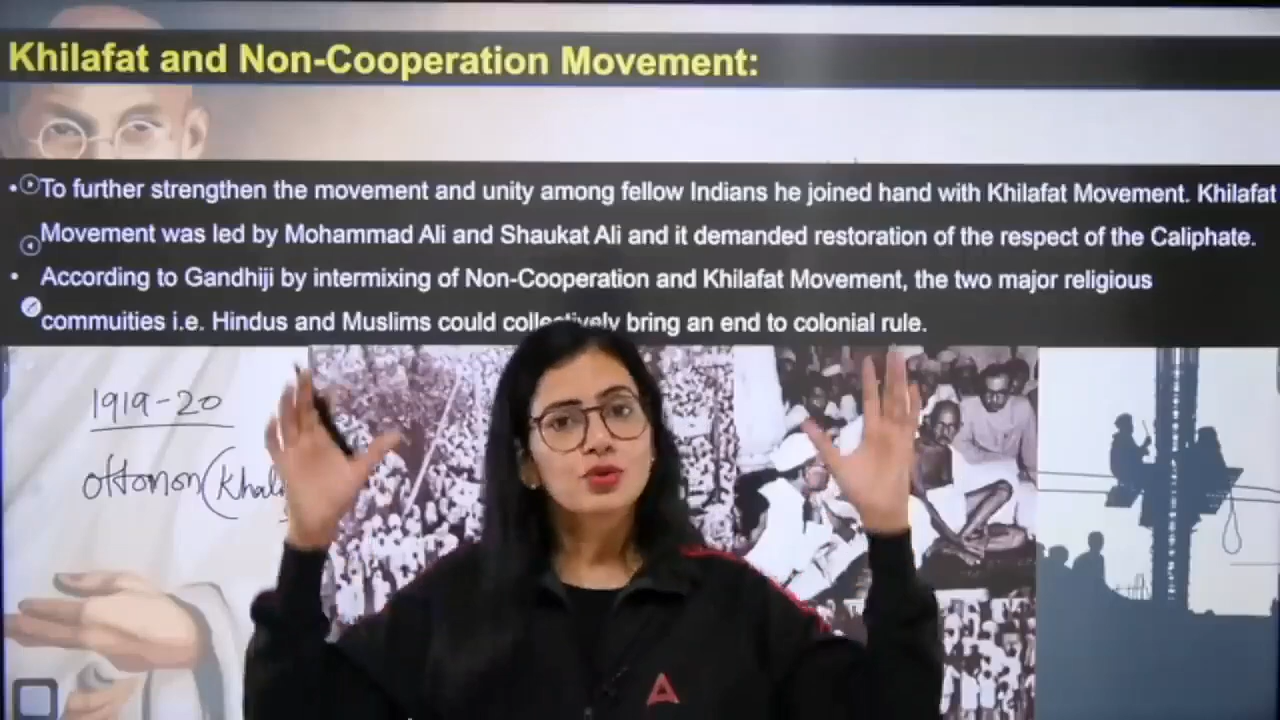 Khilafat and Non-Cooperation Movement:
• To further strengthen the movement and unity among fellow Indians he joined hand with Khilafat Movement. Khilafat
Movement was led by Mohammad Ali and Shaukat Ali and it demanded restoration of the respect of the Caliphate.
• According to Gandhiji by intermixing of Non-Cooperation and Khilafat Movement, the two major religious
commuities i.e. Hindus and Muslims could collectively bring an end to colonial rule.
1919-20